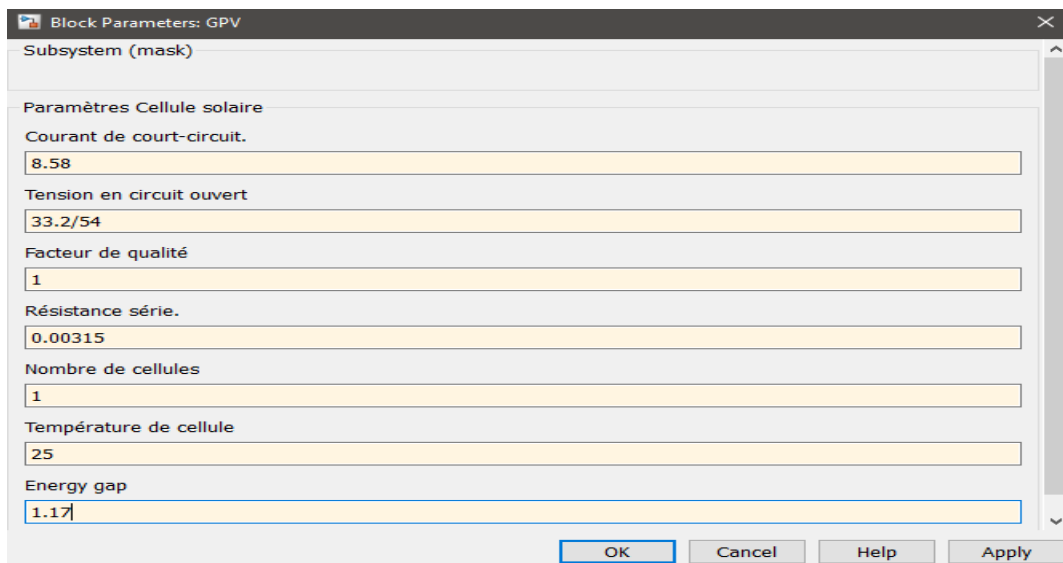 Block Parameters: GPV
Subsystem (mask)
Paramètres Cellule solaire
Courant de court-circuit.
8.58
Tension en circuit ouvert
33.2/54
Facteur de qualité
1
Résistance série.
0.00315
Nombre de cellules
1
Température de cellule
25
Energy gap
1.17
OK Cancel Help Apply